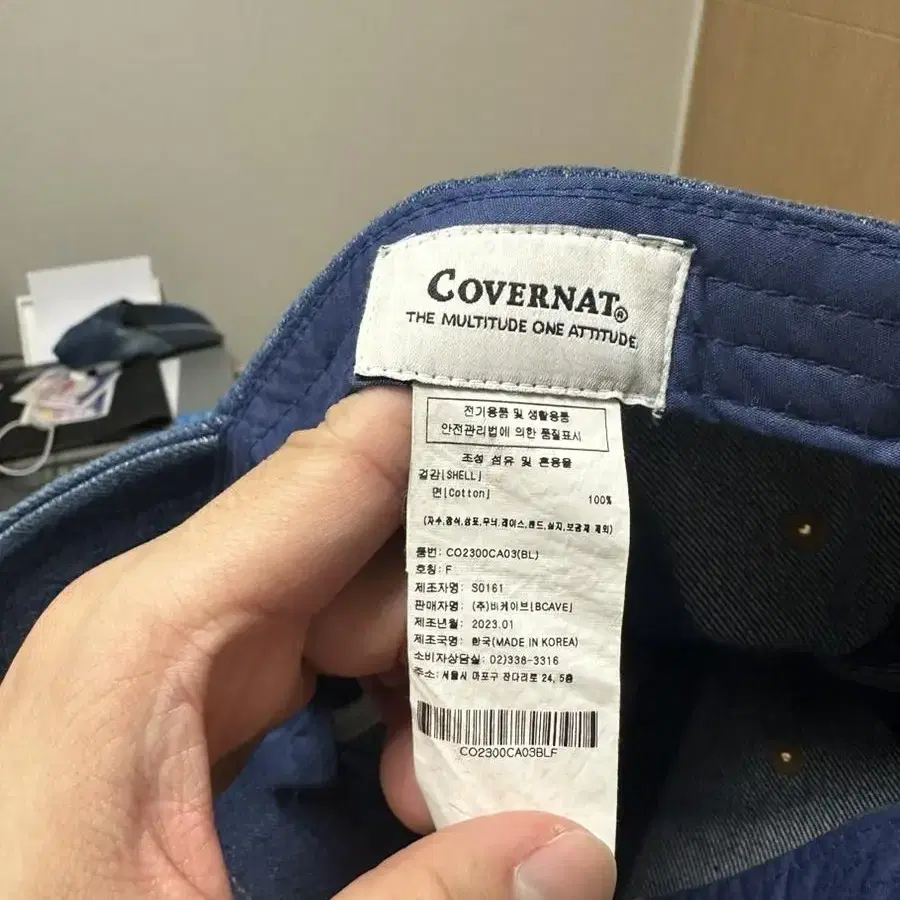 COVERNAT®
THE MULTITUDE ONE ATTITUDE.
전기용품 및 생활용품
안전관리법에 의한 품질표시
조성 섬유 및 혼용율
겉감[SHELL]
면[Cotton] 100%
(자수,장식,상표,무늬,레이스,밴드,심지,보강제 제외)
품번: CO2300CA03(BL)
호칭: F
제조자명: S0161
판매자명: (주)비케이브[BCAVE]
제조년월: 2023.01
제조국명: 한국(MADE IN KOREA)
소비자상담실: 02)338-3316
주소: 서울시 마포구 잔다리로 24, 5층
CO2300CA03BLF